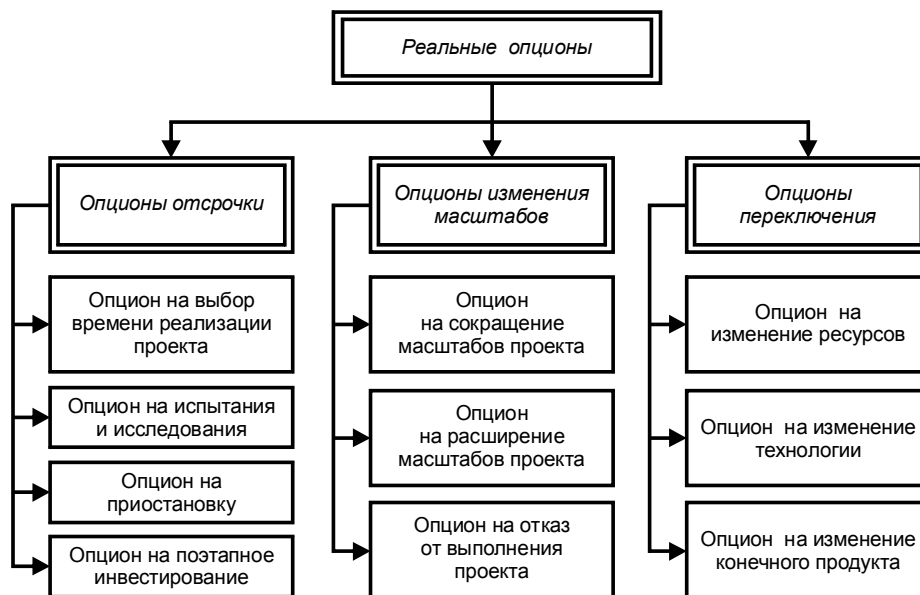 Реальные опционы
Опционы отсрочки
Опцион на выбор
времени реализации
проекта
Опцион на испытания
и исследования
Опцион на
приостановку
Опцион на поэтапное
инвестирование
Опционы изменения
масштабов
Опцион
на сокращение
масштабов проекта
Опцион
на расширение
масштабов проекта
Опцион на отказ
от выполнения
проекта
Опционы
переключения
Опцион на
изменение ресурсов
Опцион на изменение
технологии
Опцион на изменение
конечного продукта